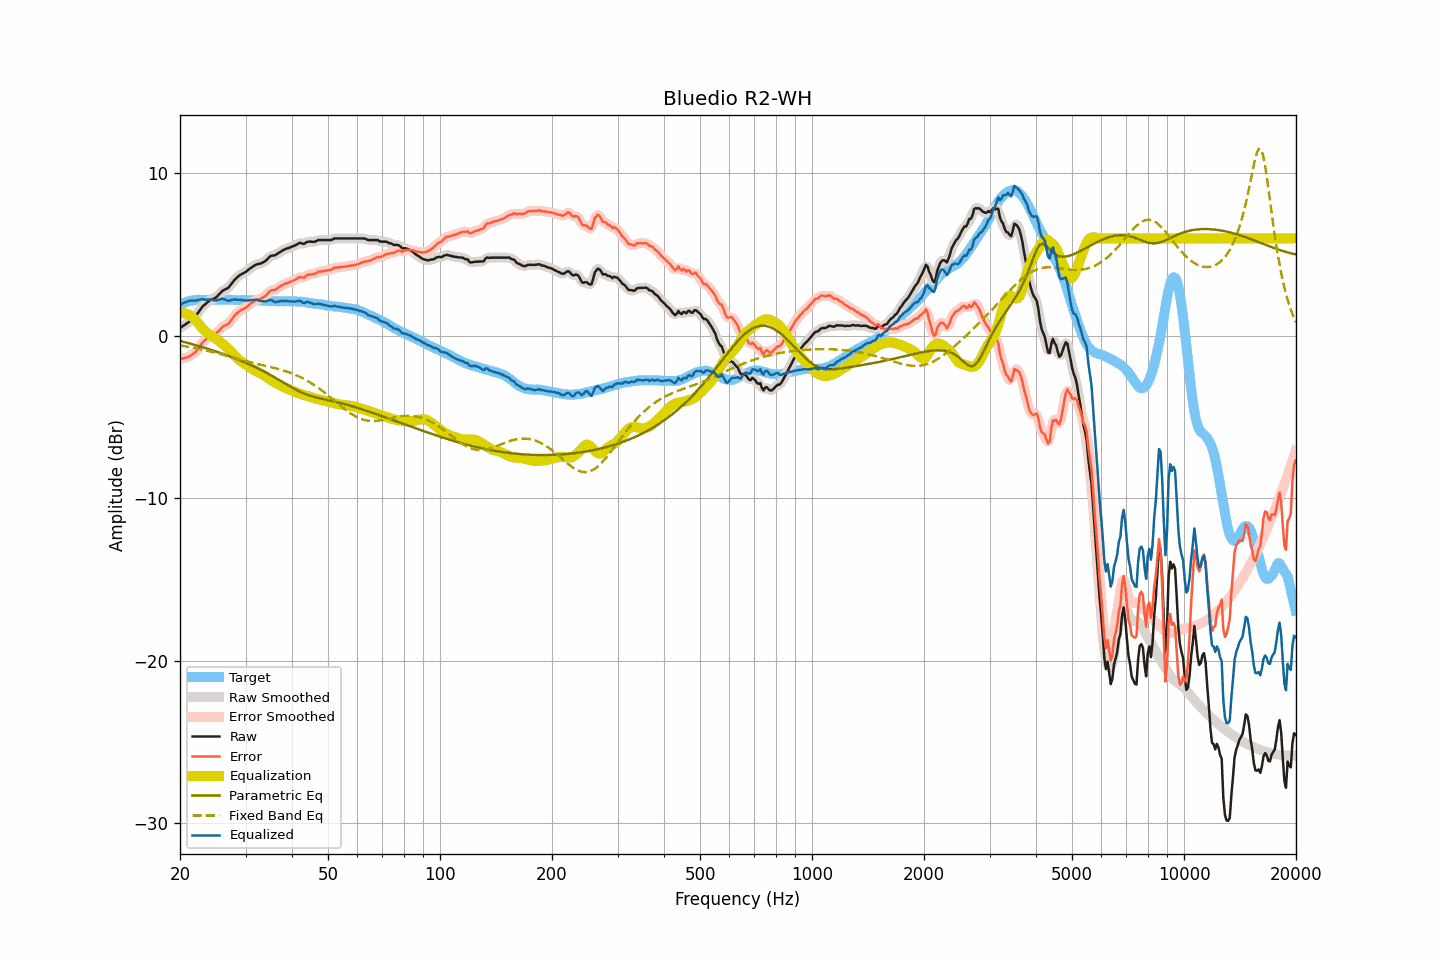 Bluedio R2-WH
10
0
−10
−20
−30
Amplitude (dBr)
Target
Raw Smoothed
Error Smoothed
Raw
Error
Equalization
Parametric Eq
Fixed Band Eq
Equalized
20 50 100 200 500 1000 2000 5000 10000 20000
Frequency (Hz)